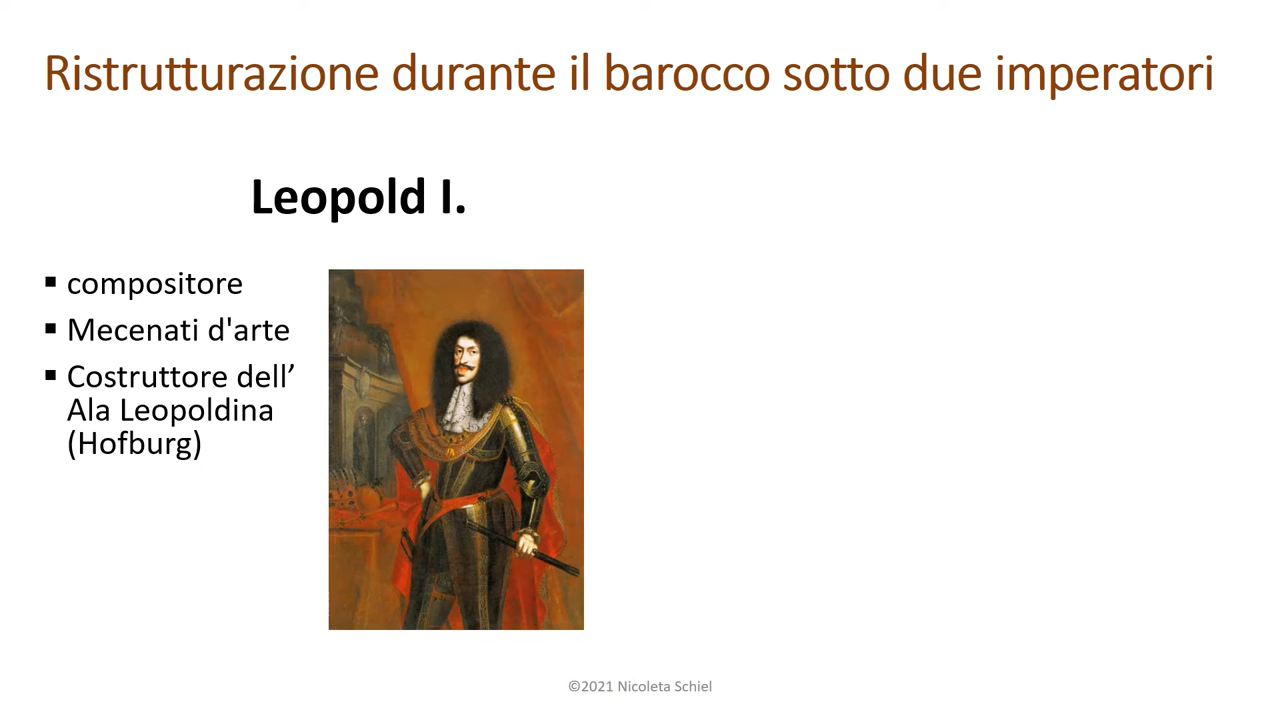 Ristrutturazione durante il barocco sotto due imperatori
Leopold I.
▪ compositore
▪ Mecenati d'arte
▪ Costruttore dell’
Ala Leopoldina
(Hofburg)
©2021 Nicoleta Schiel